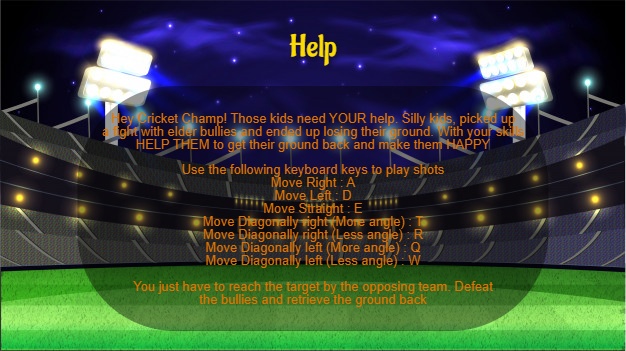 Help
Hey Cricket Champ! Those kids need YOUR help. Silly kids, picked up
a fight with elder bullies and ended up losing their ground. With your skills
HELP THEM to get their ground back and make them HAPPY
Use the following keyboard keys to play shots
Move Right : A
Move Left : D
Move Straight : E
Move Diagonally right (More angle) : T
Move Diagonally right (Less angle) : R
Move Diagonally left (More angle) : Q
Move Diagonally left (Less angle) : W
You just have to reach the target by the opposing team. Defeat
the bullies and retrieve the ground back